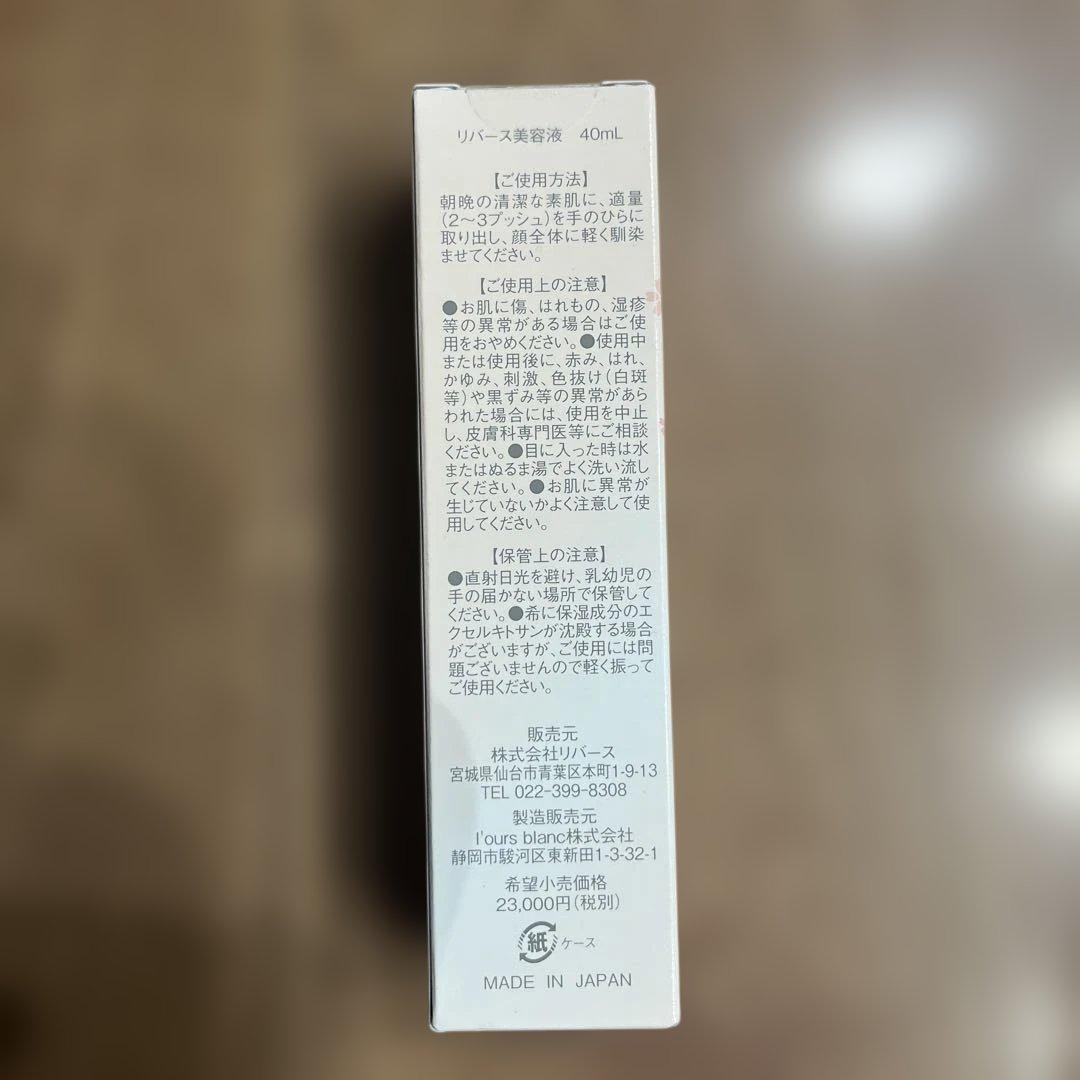 リバース美容液 40mL
【ご使用方法】
朝晩の清潔な素肌に、適量
(2〜3プッシュ)を手のひらに
取り出し、顔全体に軽く馴染
ませてください。
【ご使用上の注意】
●お肌に傷、はれもの、湿疹
等の異常がある場合はご使
用をおやめください。●使用中
または使用後に、赤み、はれ、
かゆみ、刺激、色抜け(白斑
等)や黒ずみ等の異常があら
われた場合には、使用を中止
し、皮膚科専門医等にご相談
ください。●目に入った時は水
またはぬるま湯でよく洗い流し
てください。●お肌に異常が
生じていないかよく注意して使
用してください。
【保管上の注意】
●直射日光を避け、乳幼児の
手の届かない場所で保管して
ください。●希に保湿成分のエ
クセルキトサンが沈殿する場合
がございますが、ご使用には問
題ございませんので軽く振って
ご使用ください。
販売元
株式会社リバース
宮城県仙台市青葉区本町1-9-13
TEL 022-399-8308
製造販売元
l'ours blanc株式会社
静岡市駿河区東新田1-3-32-1
希望小売価格
23,000円(税別)
紙 ケース
MADE IN JAPAN